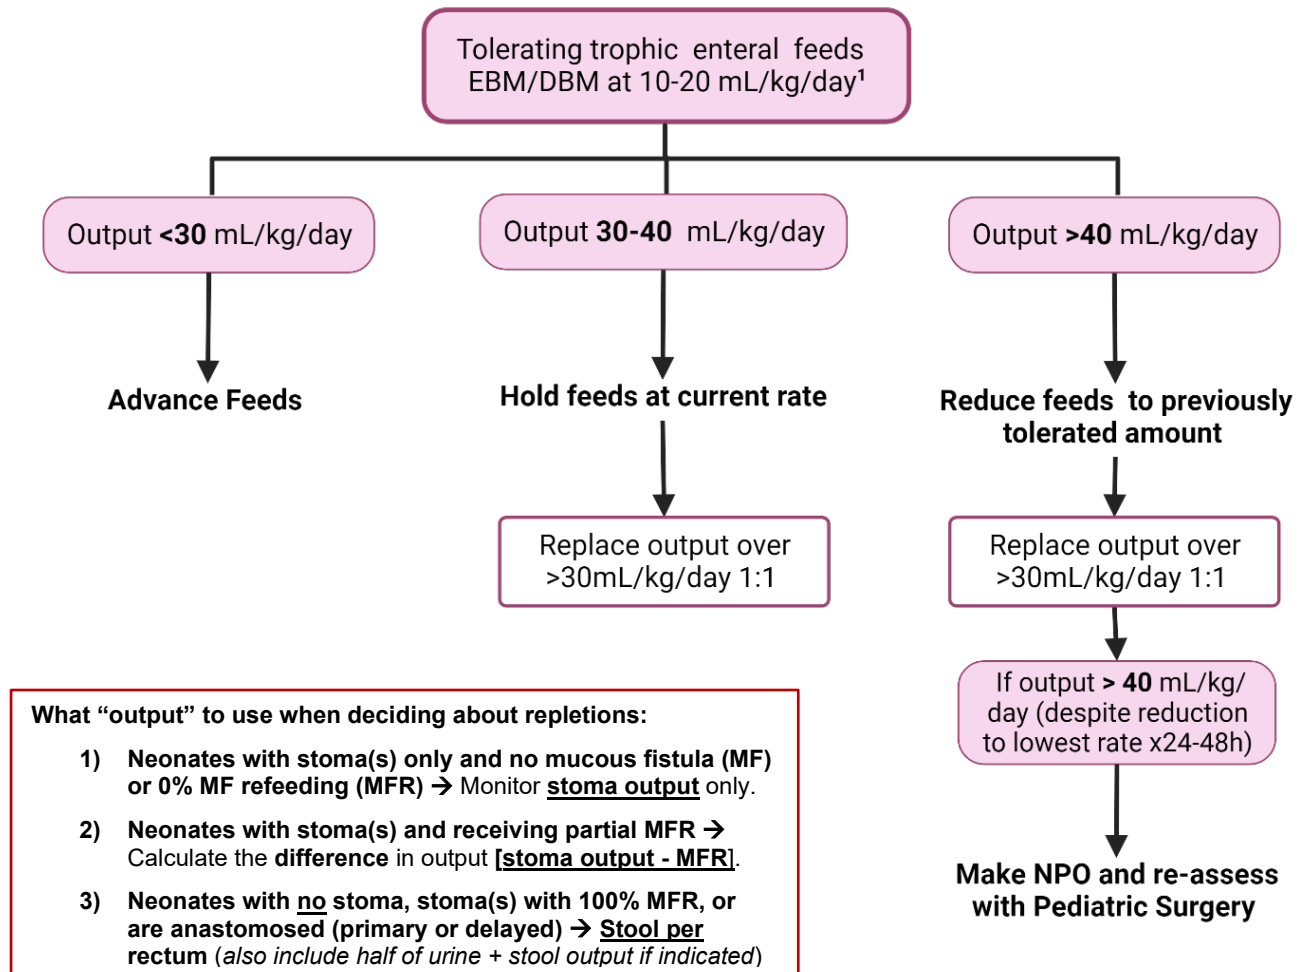 Tolerating trophic enteral feeds
EBM/DBM at 10-20 mL/kg/day¹
Output <30 mL/kg/day
Output 30-40 mL/kg/day
Output >40 mL/kg/day
Advance Feeds
Hold feeds at current rate
Reduce feeds to previously
tolerated amount
Replace output over
>30mL/kg/day 1:1
Replace output over
>30mL/kg/day 1:1
If output > 40 mL/kg/
day (despite reduction
to lowest rate x24-48h)
Make NPO and re-assess
with Pediatric Surgery
What “output” to use when deciding about repletions:
1) Neonates with stoma(s) only and no mucous fistula (MF)
or 0% MF refeeding (MFR) → Monitor stoma output only.
2) Neonates with stoma(s) and receiving partial MFR →
Calculate the difference in output [stoma output - MFR].
3) Neonates with no stoma, stoma(s) with 100% MFR, or
are anastomosed (primary or delayed) → Stool per
rectum (also include half of urine + stool output if indicated)